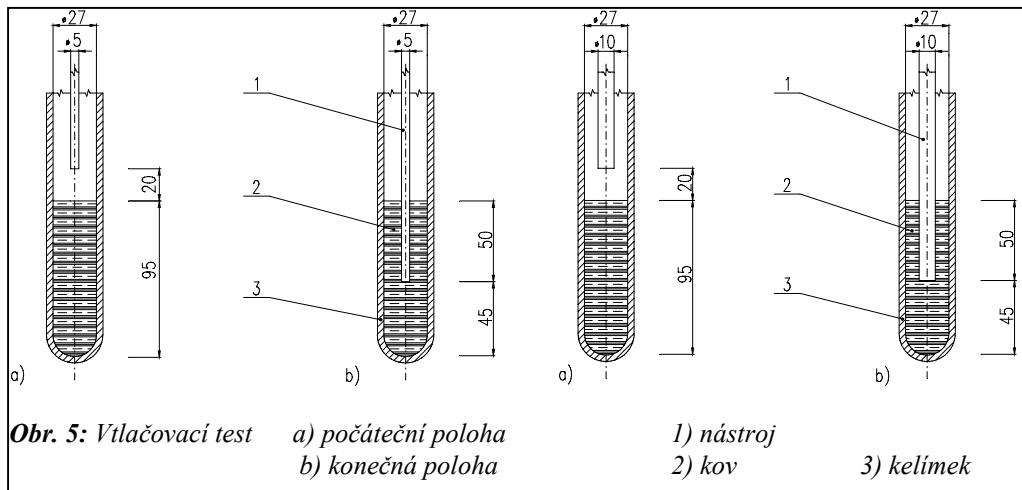 ø27
ø5
20
95
a)
ø27
ø5
1
2
3
50
45
b)
ø27
ø10
20
95
a)
ø27
ø10
1
2
3
50
45
b)
Obr. 5: Vtlačovací test a) počáteční poloha 1) nástroj
b) konečná poloha 2) kov 3) kelímek